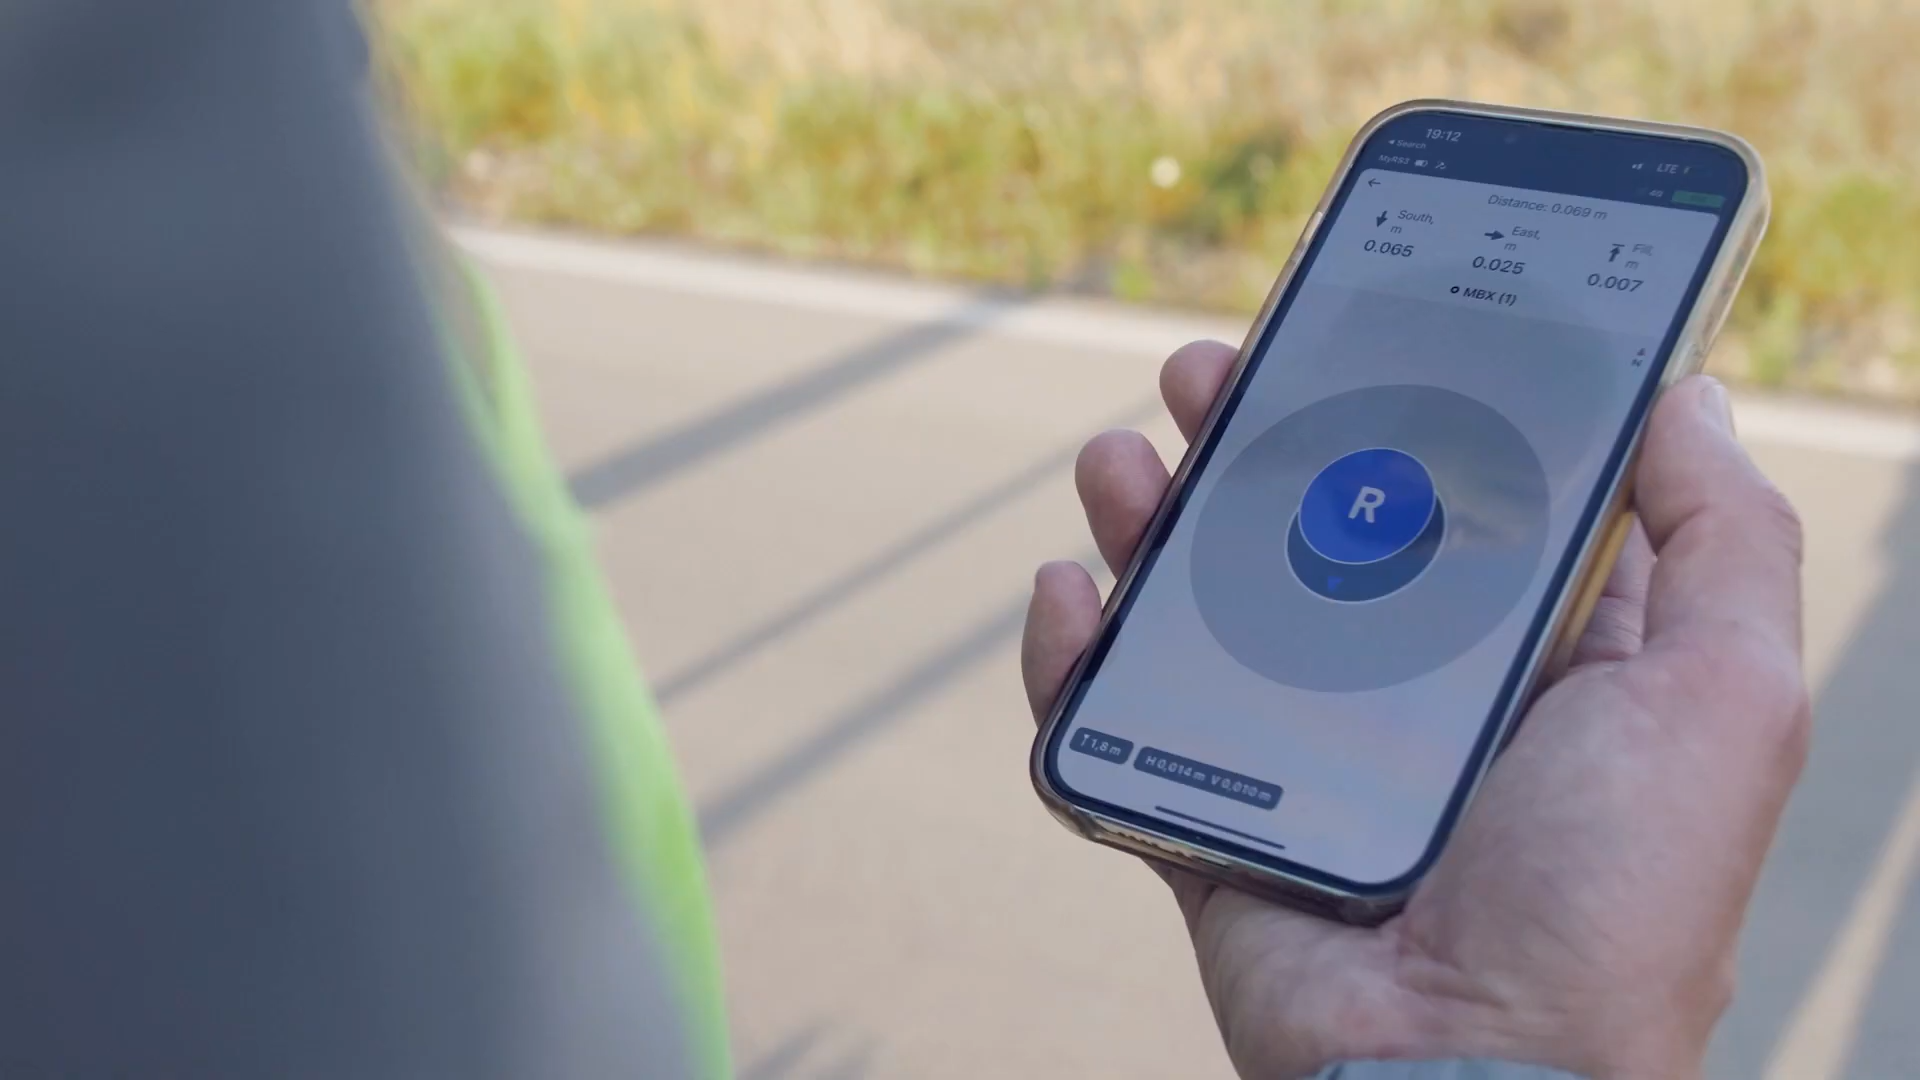 19:12
Search
LTE
MyRS3
Distance: 0.069 m
South,
m
0.065
East,
m
0.025
Fill,
m
0.007
MBX (1)
N
R
1,8 m
H 0,014 m V 0,010 m